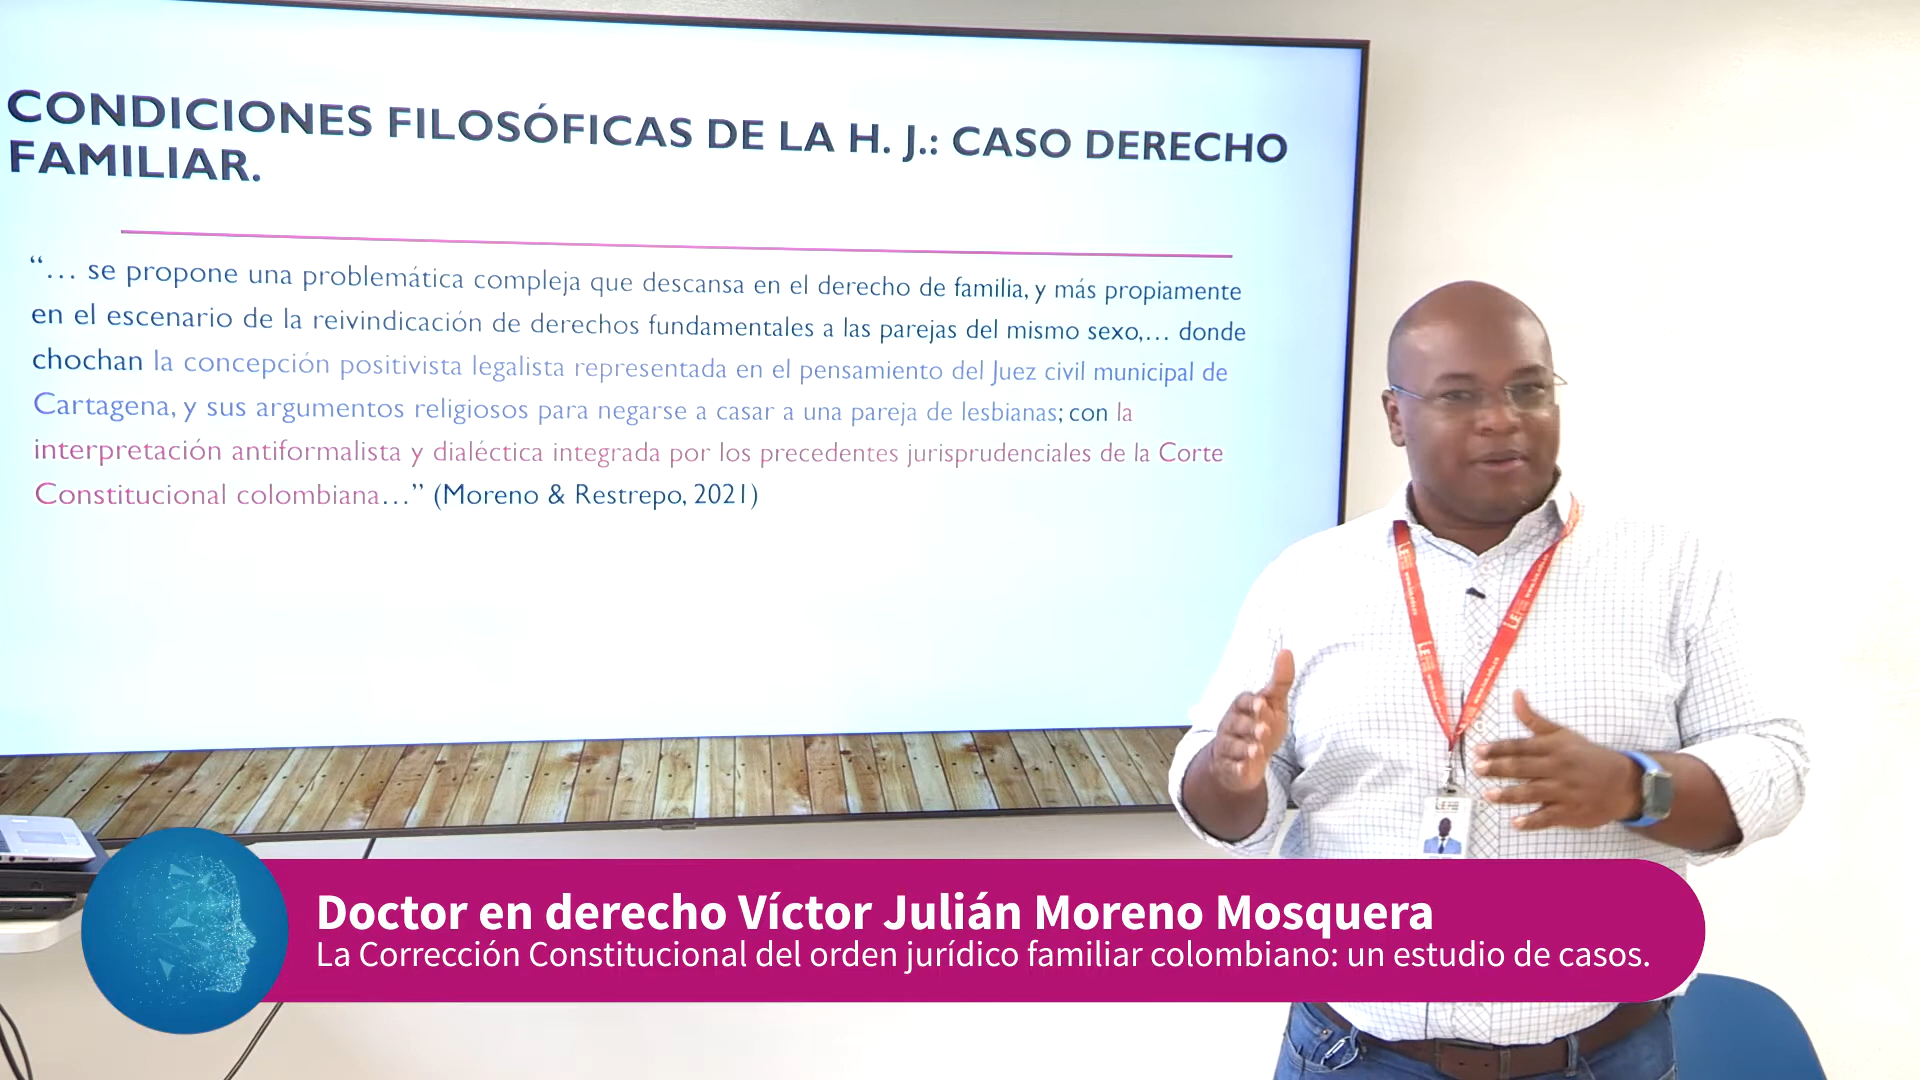 CONDICIONES FILOSÓFICAS DE LA H. J.: CASO DERECHO
FAMILIAR.
“… se propone una problemática compleja que descansa en el derecho de familia, y más propiamente
en el escenario de la reivindicación de derechos fundamentales a las parejas del mismo sexo,… donde
chochan la concepción positivista legalista representada en el pensamiento del Juez civil municipal de
Cartagena, y sus argumentos religiosos para negarse a casar a una pareja de lesbianas; con la
interpretación antiformalista y dialéctica integrada por los precedentes jurisprudenciales de la Corte
Constitucional colombiana…” (Moreno & Restrepo, 2021)
Doctor en derecho Víctor Julián Moreno Mosquera
La Corrección Constitucional del orden jurídico familiar colombiano: un estudio de casos.